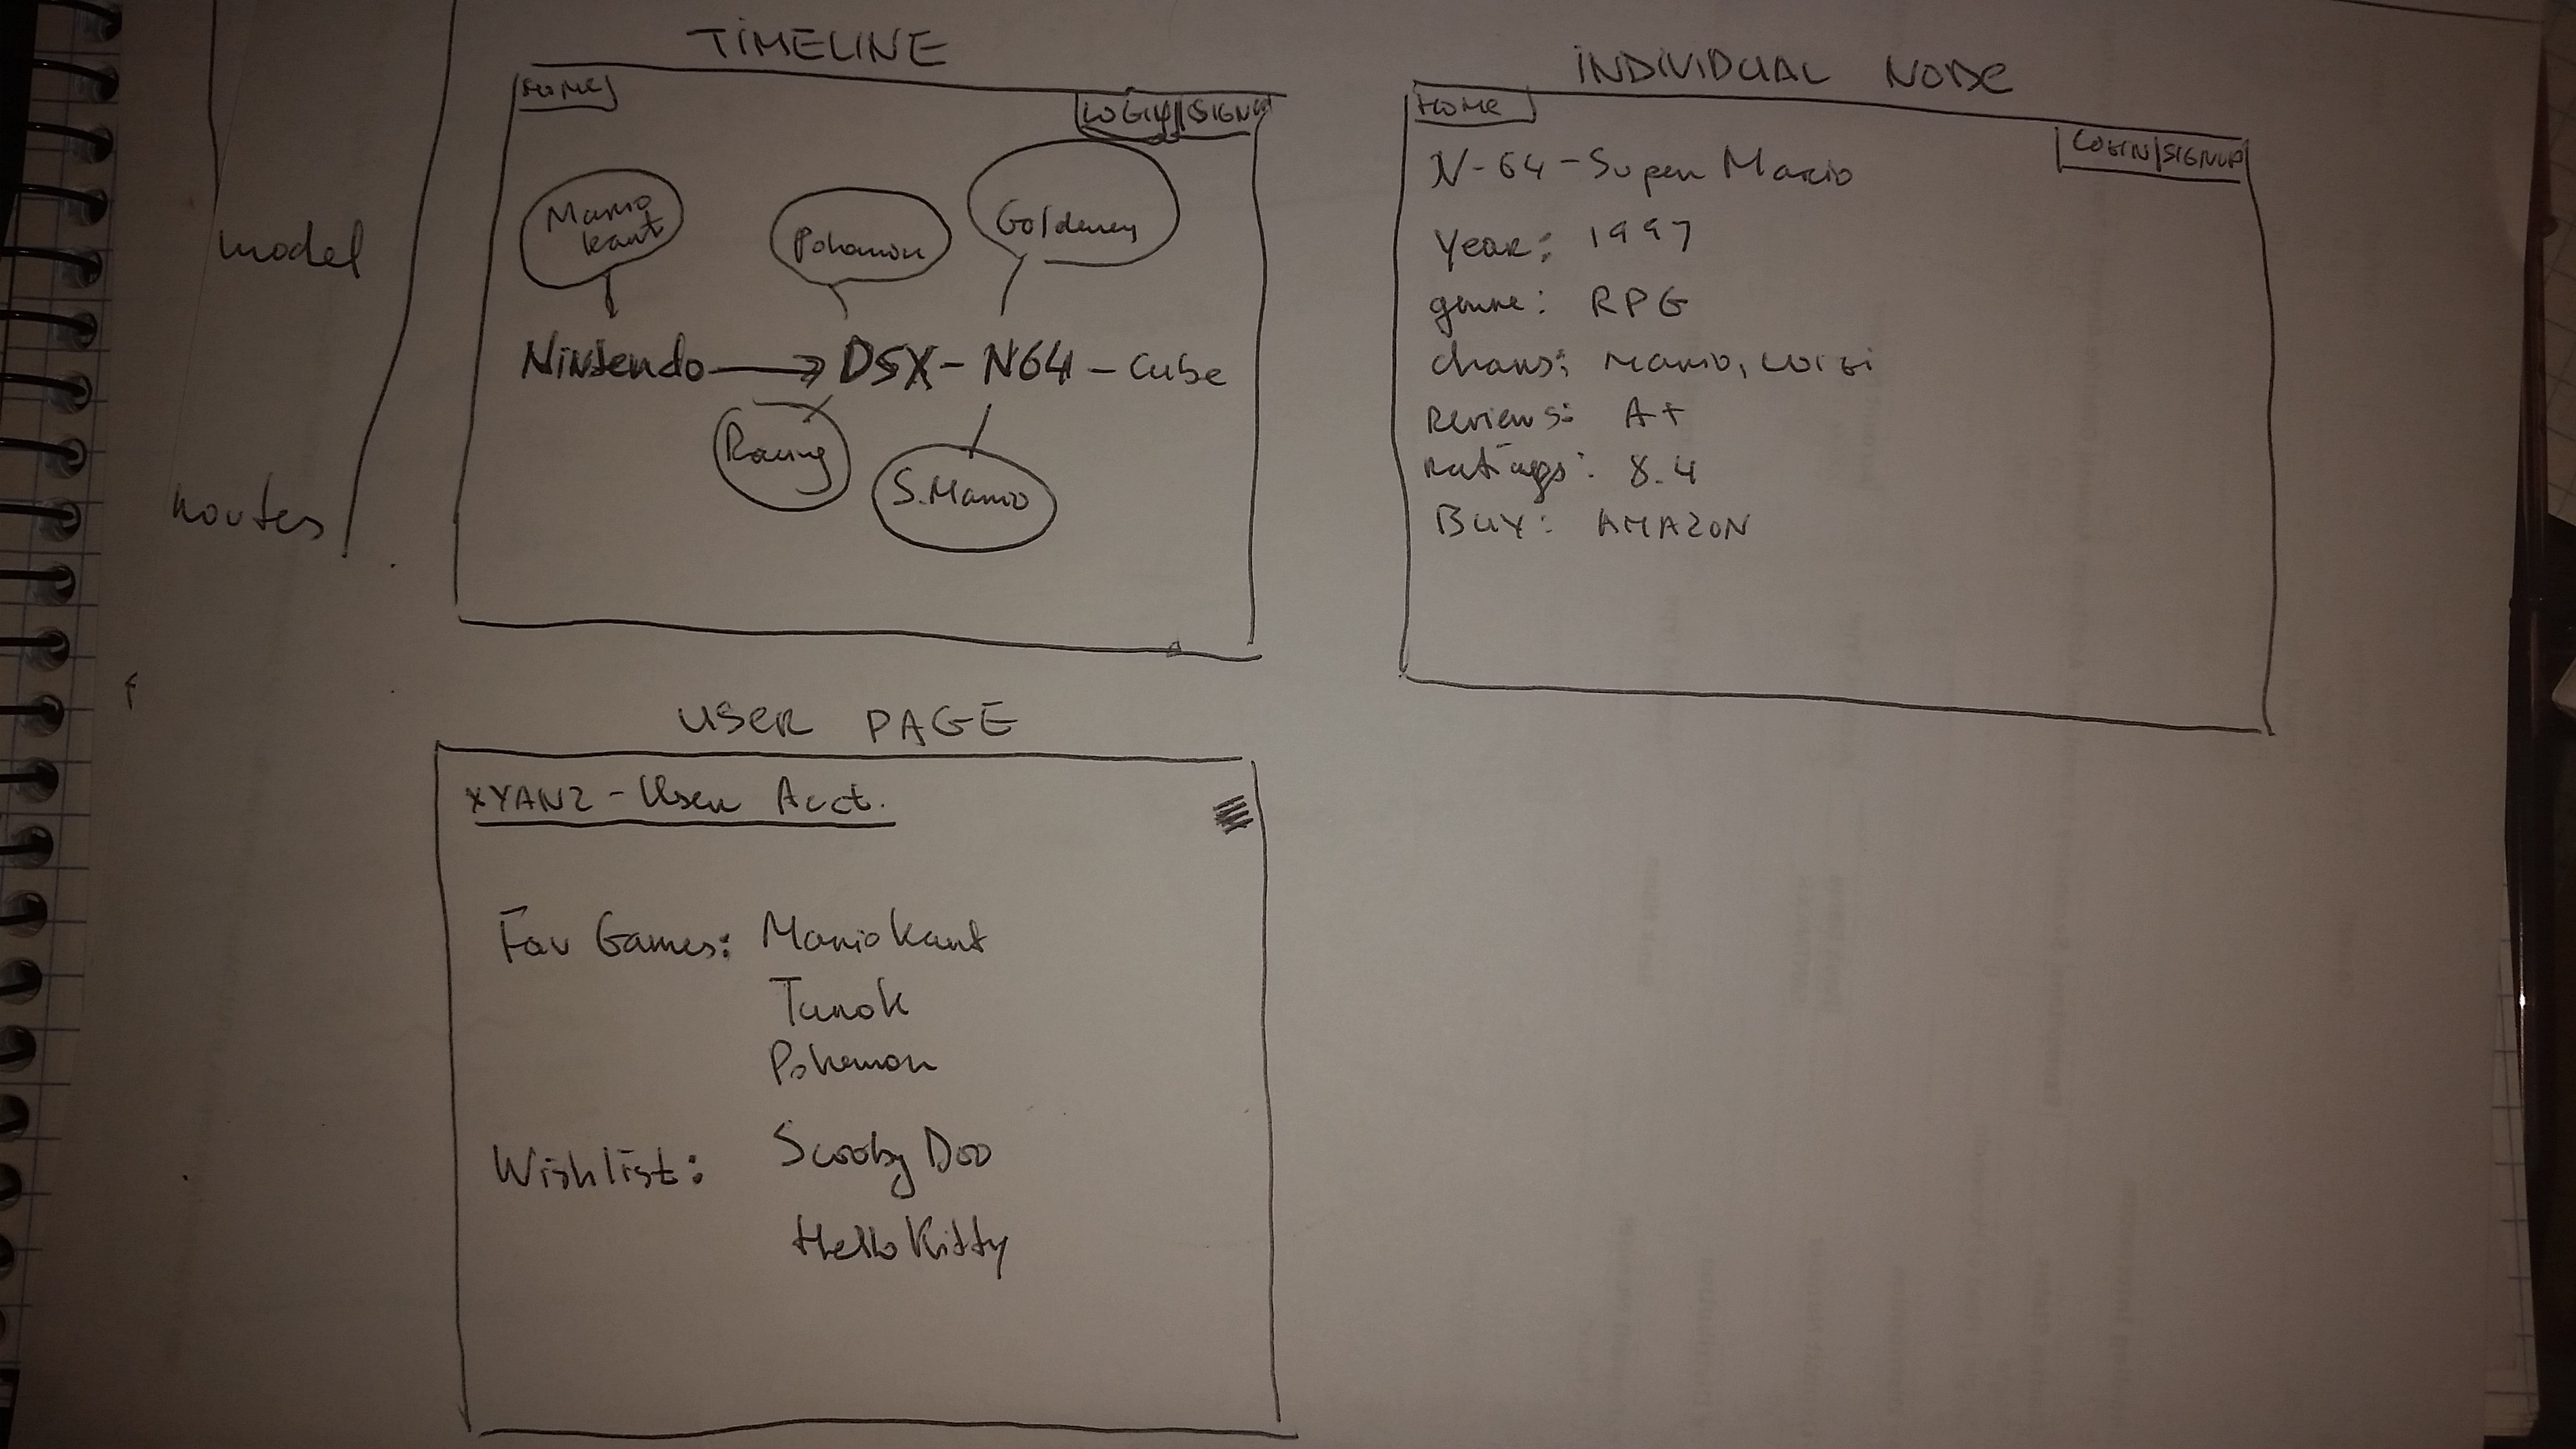 TIMELINE
HOME
LOGIN | SIGNUP
Mario
kart
Pokemon
Goldeney
Nintendo → DSX - N64 - Cube
Racing
S. Mario
INDIVIDUAL NODE
HOME
LOGIN | SIGNUP
N-64 - Super Mario
Year: 1997
genre: RPG
chars: Mario, LUIGI
Reviews: A+
ratings: 8.4
BUY: AMAZON
model
routes
USER PAGE
XYANZ - User Acct.
Fav Games: Mario Kart
Turok
Pokemon
Wishlist: Scooby Doo
Hello Kitty